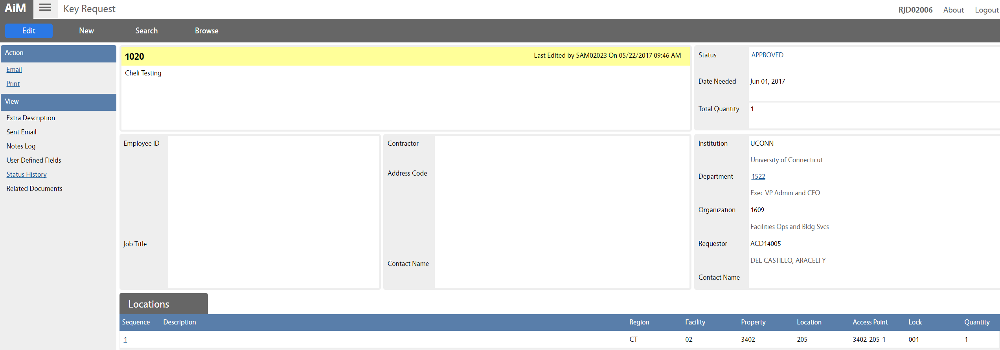 AiM Key Request RJD02006 About Logout
Edit New Search Browse
Action
Email
Print
View
Extra Description
Sent Email
Notes Log
User Defined Fields
Status History
Related Documents
1020 Last Edited by SAM02023 On 05/22/2017 09:46 AM
Cheli Testing
Status APPROVED
Date Needed Jun 01, 2017
Total Quantity 1
Employee ID
Job Title
Contractor
Address Code
Contact Name
Institution UCONN
University of Connecticut
Department 1522
Exec VP Admin and CFO
Organization 1609
Facilities Ops and Bldg Svcs
Requestor ACD14005
DEL CASTILLO, ARACELI Y
Contact Name
Locations
Sequence Description Region Facility Property Location Access Point Lock Quantity
1 CT 02 3402 205 3402-205-1 001 1